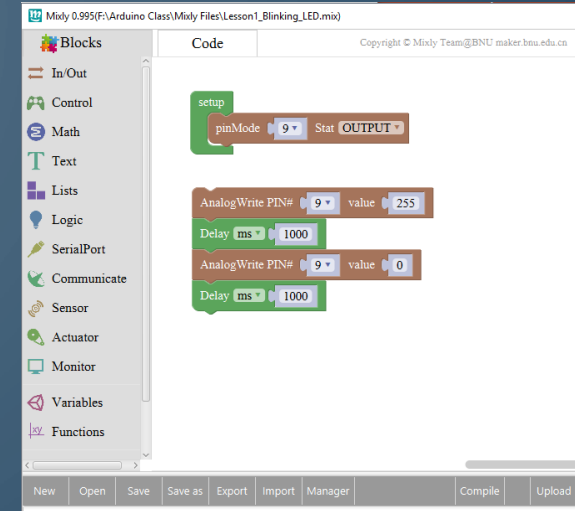 Mixly 0.995(F:\Arduino Class\Mixly Files\Lesson1_Blinking_LED.mix)
Blocks
Code
Copyright © Mixly Team@BNU maker.bnu.edu.cn
In/Out
Control
Math
Text
Lists
Logic
SerialPort
Communicate
Sensor
Actuator
Monitor
Variables
Functions
setup
pinMode 9 Stat OUTPUT
AnalogWrite PIN# 9 value 255
Delay ms 1000
AnalogWrite PIN# 9 value 0
Delay ms 1000
New Open Save Save as Export Import Manager Compile Upload